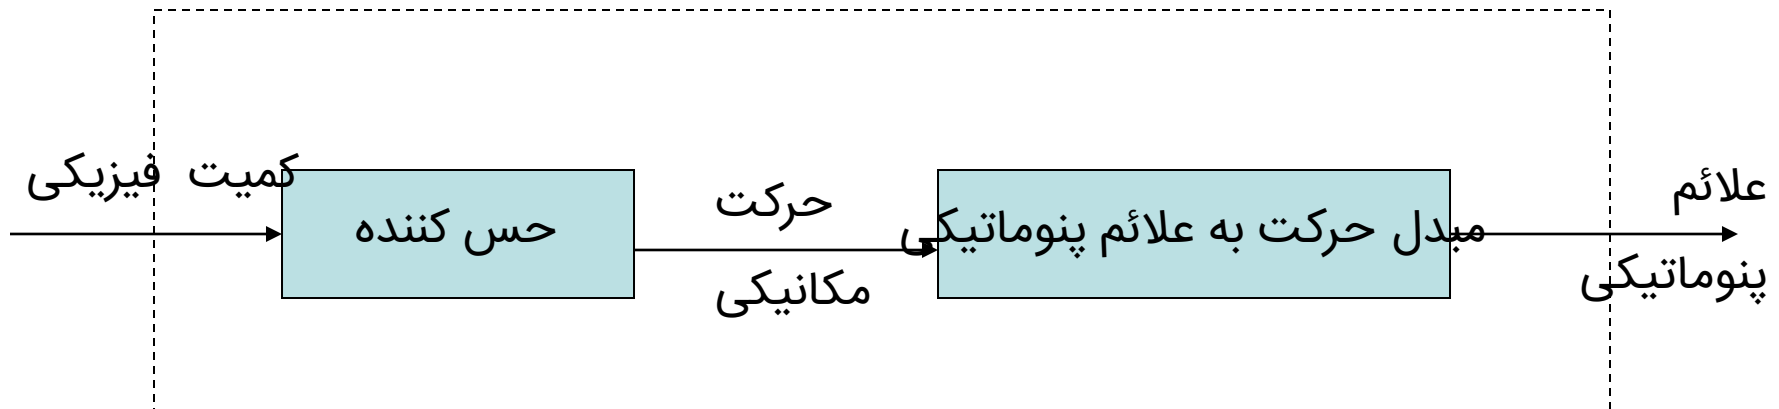 کمیت فیزیکی
حس کننده
حرکت
مکانیکی
مبدل حرکت به علائم پنوماتیکی
علائم
پنوماتیکی